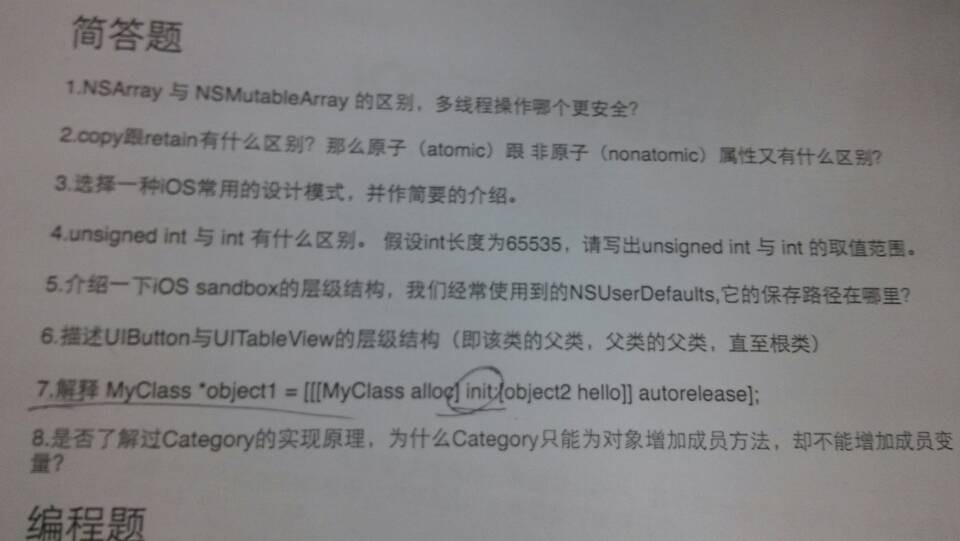 简答题
1.NSArray 与 NSMutableArray 的区别，多线程操作哪个更安全？
2.copy跟retain有什么区别？那么原子（atomic）跟 非原子（nonatomic）属性又有什么区别？
3.选择一种iOS常用的设计模式，并作简要的介绍。
4.unsigned int 与 int 有什么区别。 假设int长度为65535，请写出unsigned int 与 int 的取值范围。
5.介绍一下iOS sandbox的层级结构，我们经常使用到的NSUserDefaults,它的保存路径在哪里？
6.描述UIButton与UITableView的层级结构（即该类的父类，父类的父类，直至根类）
7.解释 MyClass *object1 = [[[MyClass alloc] init:[object2 hello]] autorelease];
8.是否了解过Category的实现原理，为什么Category只能为对象增加成员方法，却不能增加成员变
量？
编程题